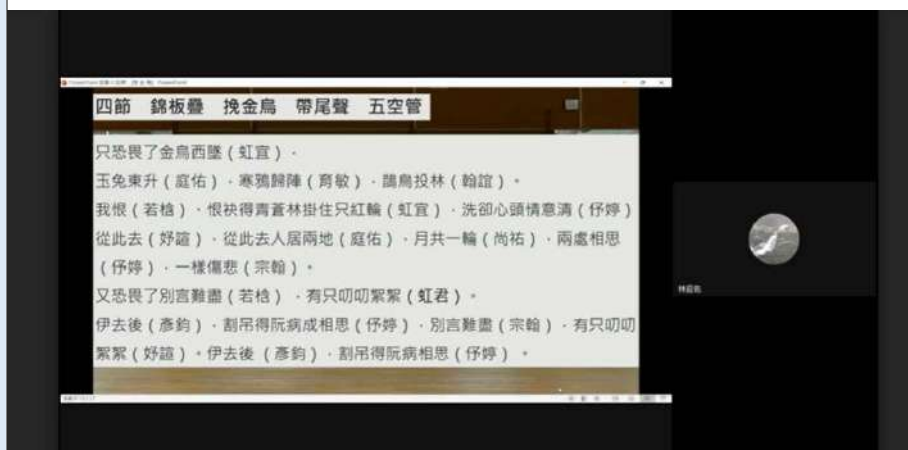 四節 錦板疊 挽金烏 帶尾聲 五空管
只恐畏了金烏西墜(虹宜)﹑
玉兔東升(庭佑)﹑寒鴉歸陣(育敏)﹑鵲鳥投林(翰誼)。
我恨(若桔)﹑恨袂得青蒼林掛住只紅輪(虹宜)﹑洗卻心頭情意清(伃婷)
從此去(妤諠)﹑從此去人居兩地(庭佑)﹑月共一輪(尚祐)﹑兩處相思
(伃婷)﹑一樣傷悲(宗翰)。
又恐畏了別言難盡(若桔)﹑有只叨叨絮絮(虹君)。
伊去後(彥鈞)﹑割吊得阮病成相思(伃婷)﹑別言難盡(宗翰)﹑有只叨叨
絮絮(妤諠)。伊去後(彥鈞)﹑割吊得阮病相思(伃婷)。